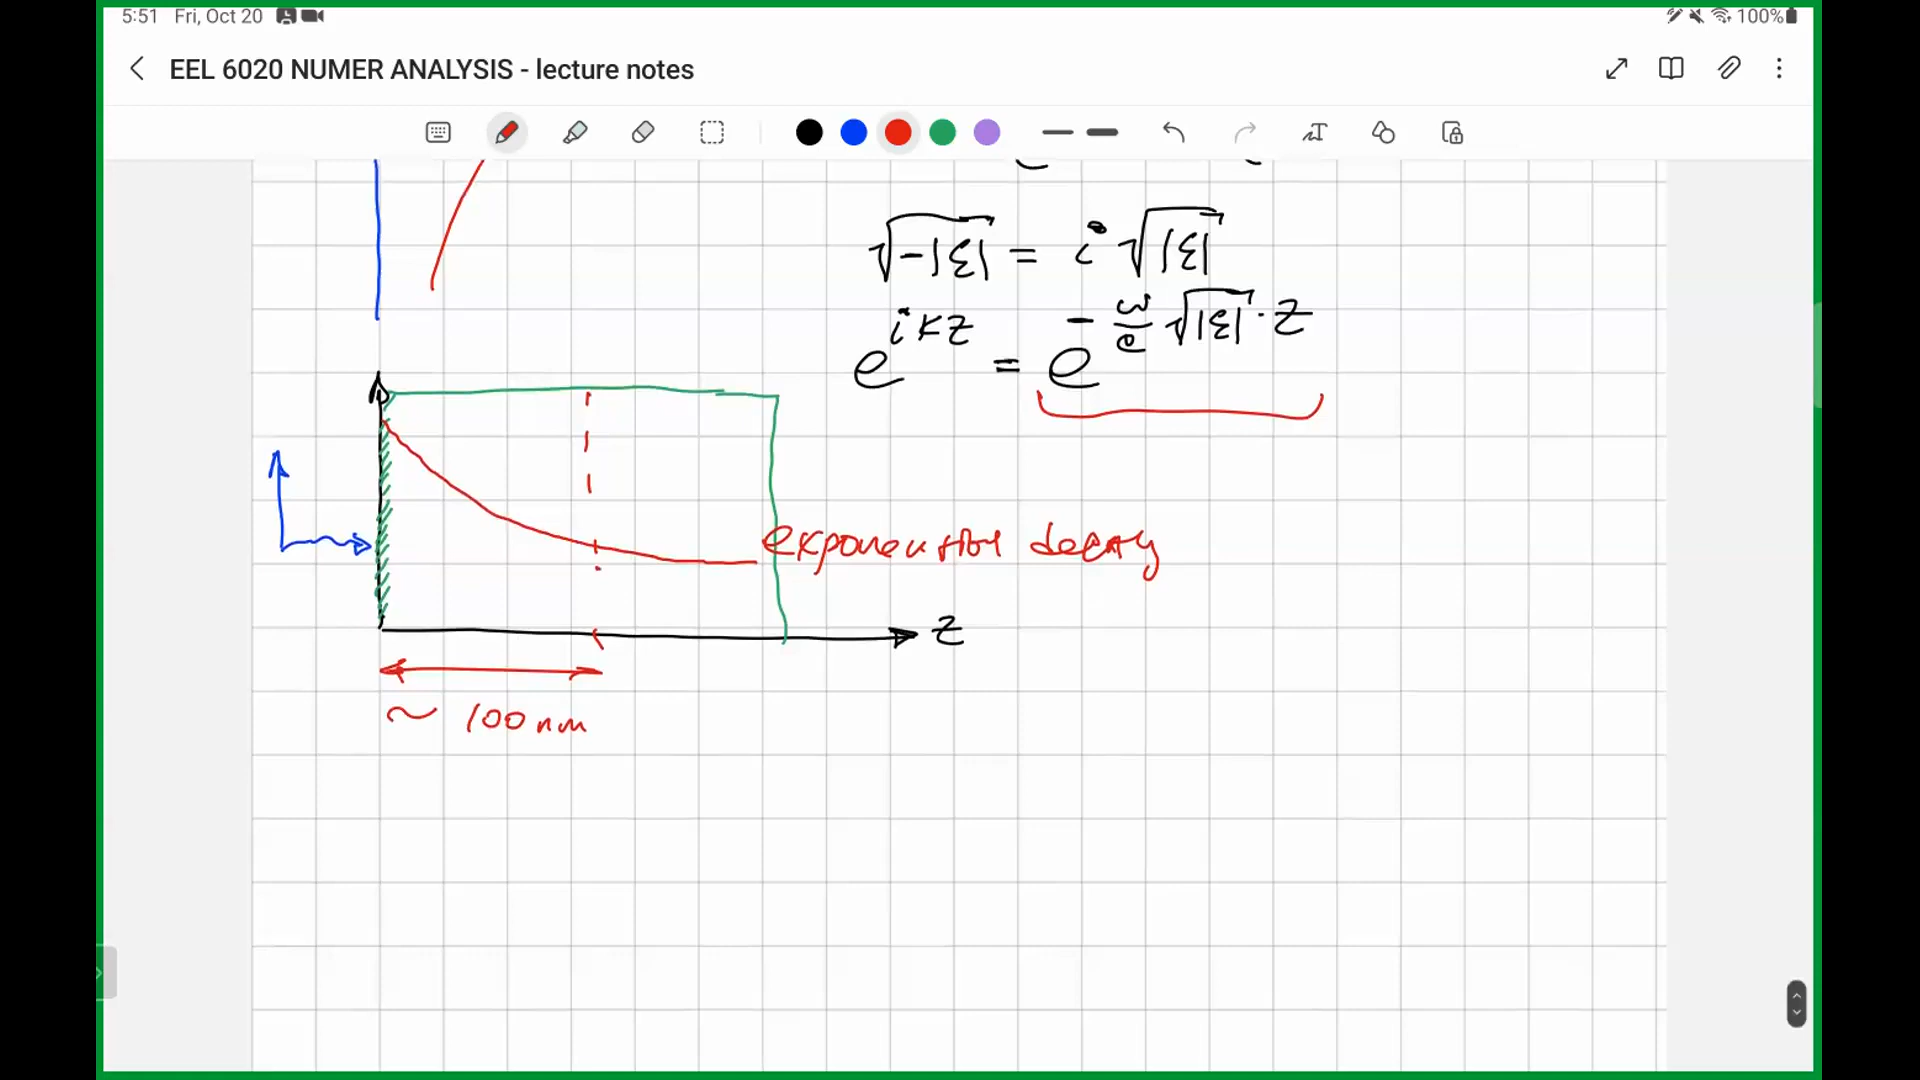 5:51 Fri, Oct 20 100%
EEL 6020 NUMER ANALYSIS - lecture notes
√-|ε| = i √|ε|
e^{ikz} = e^{-ω/c √|ε| · z}
exponential decay
z
~ 100 nm